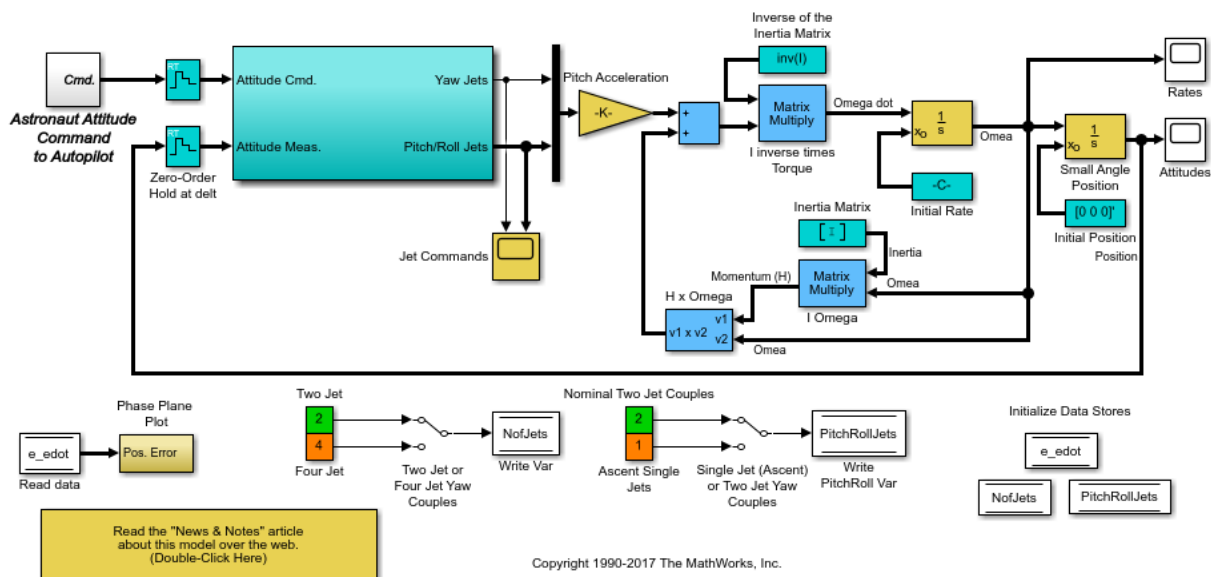 Cmd.
Astronaut Attitude
Command
to Autopilot
RT
RT
Zero-Order
Hold at delt
Attitude Cmd.
Attitude Meas.
Yaw Jets
Pitch/Roll Jets
Jet Commands
Pitch Acceleration
-K-
+
+
Inverse of the
Inertia Matrix
inv(I)
Matrix
Multiply
I inverse times
Torque
Omega dot
1
s
xo
Omea
-C-
Initial Rate
Rates
1
s
xo
Small Angle
Position
Attitudes
[0 0 0]'
Initial Position
Position
Inertia Matrix
[ I ]
Inertia
Matrix
Multiply
I Omega
Omea
Momentum (H)
H x Omega
v1 x v2
v1
v2
Omea
Phase Plane
Plot
e_edot
Read data
Pos. Error
Two Jet
2
4
Four Jet
Two Jet or
Four Jet Yaw
Couples
NofJets
Write Var
Nominal Two Jet Couples
2
1
Ascent Single
Jets
Single Jet (Ascent)
or Two Jet Yaw
Couples
PitchRollJets
Write
PitchRoll Var
Initialize Data Stores
e_edot
NofJets
PitchRollJets
Read the "News & Notes" article
about this model over the web.
(Double-Click Here)
Copyright 1990-2017 The MathWorks, Inc.